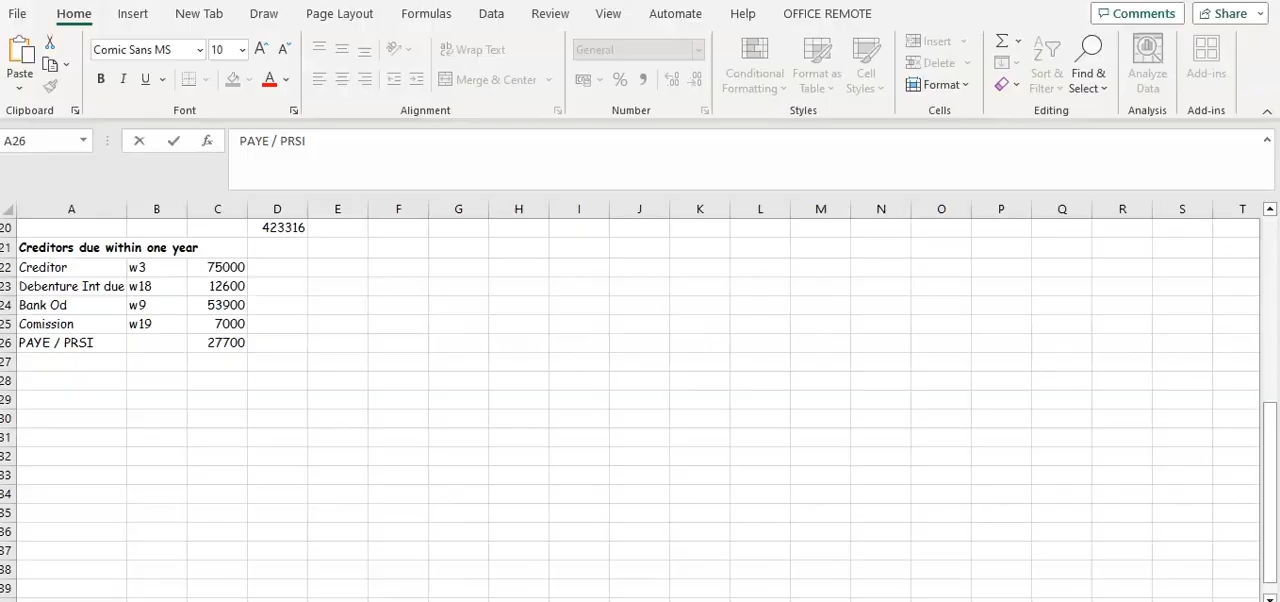 File Home Insert New Tab Draw Page Layout Formulas Data Review View Automate Help OFFICE REMOTE Comments Share
Paste Comic Sans MS 10 A A Wrap Text General Conditional Formatting Format as Table Cell Styles Insert Sort & Filter Find & Select Analyze Data Add-ins
B I U A Merge & Center % Delete
Format
Clipboard Font Alignment Number Styles Cells Editing Analysis Add-ins
A26 fx PAYE / PRSI
A B C D E F G H I J K L M N O P Q R S T
20 423316
21 Creditors due within one year
22 Creditor w3 75000
23 Debenture Int due w18 12600
24 Bank Od w9 53900
25 Comission w19 7000
26 PAYE / PRSI 27700
27
28
29
30
31
32
33
34
35
36
37
38
39